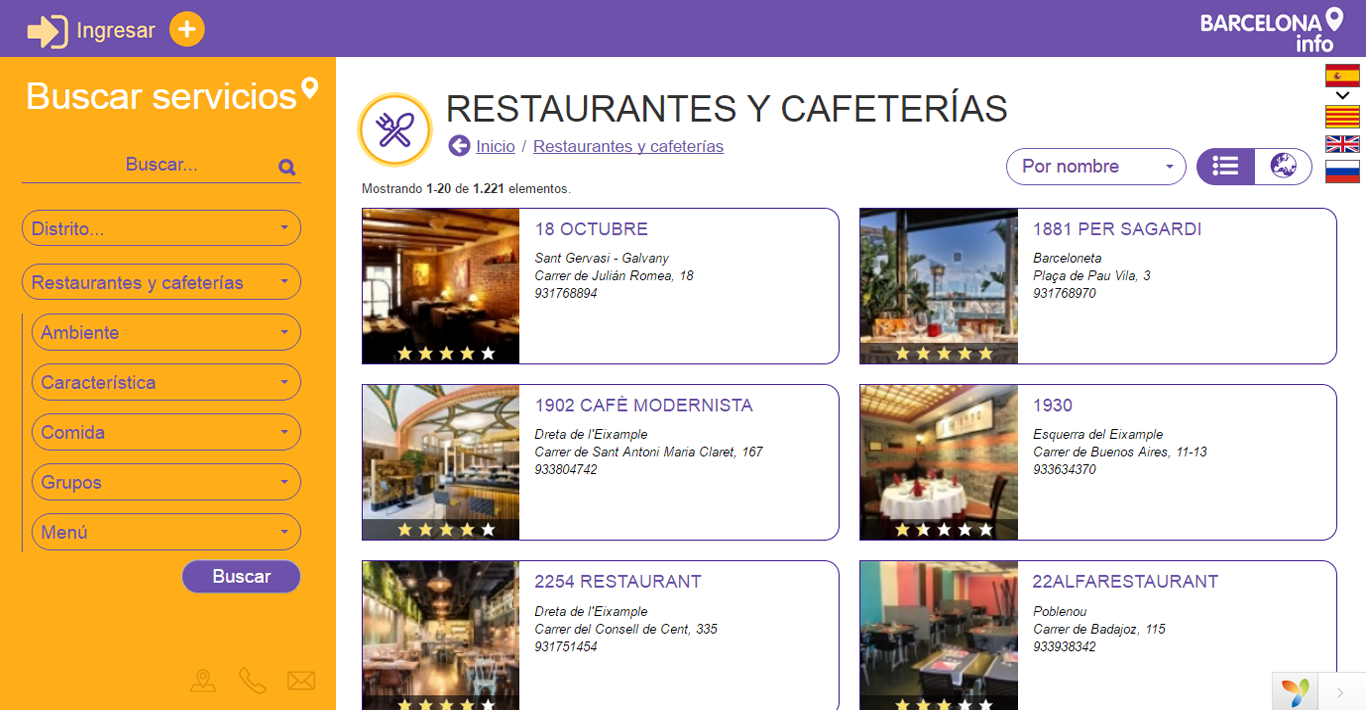 Ingresar
BARCELONA
info
Buscar servicios
Buscar...
Distrito...
Restaurantes y cafeterías
Ambiente
Característica
Comida
Grupos
Menú
Buscar
RESTAURANTES Y CAFETERÍAS
Inicio / Restaurantes y cafeterías
Por nombre
Mostrando 1-20 de 1.221 elementos.
18 OCTUBRE
Sant Gervasi - Galvany
Carrer de Julián Romea, 18
931768894
1881 PER SAGARDI
Barceloneta
Plaça de Pau Vila, 3
931768970
1902 CAFÈ MODERNISTA
Dreta de l'Eixample
Carrer de Sant Antoni Maria Claret, 167
933804742
1930
Esquerra del Eixample
Carrer de Buenos Aires, 11-13
933634370
2254 RESTAURANT
Dreta de l'Eixample
Carrer del Consell de Cent, 335
931751454
22ALFARESTAURANT
Poblenou
Carrer de Badajoz, 115
933938342